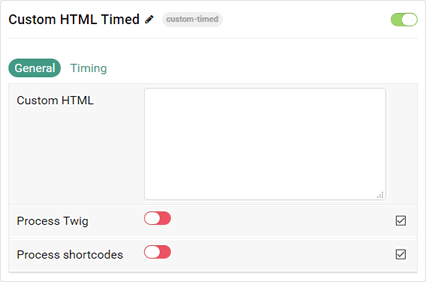 Custom HTML Timed custom-timed
General Timing
Custom HTML
Process Twig
Process shortcodes